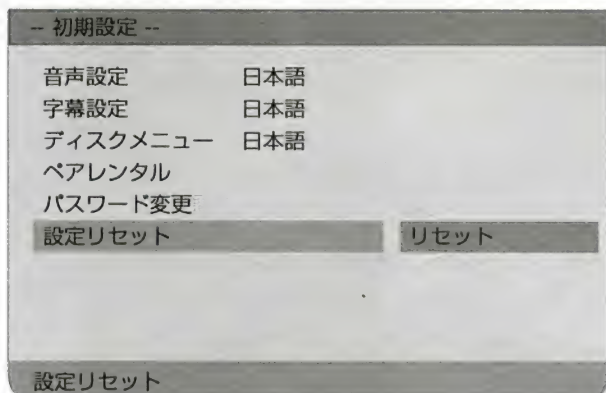 -- 初期設定 --
音声設定 日本語
字幕設定 日本語
ディスクメニュー 日本語
ペアレンタル
パスワード変更
設定リセット リセット
設定リセット